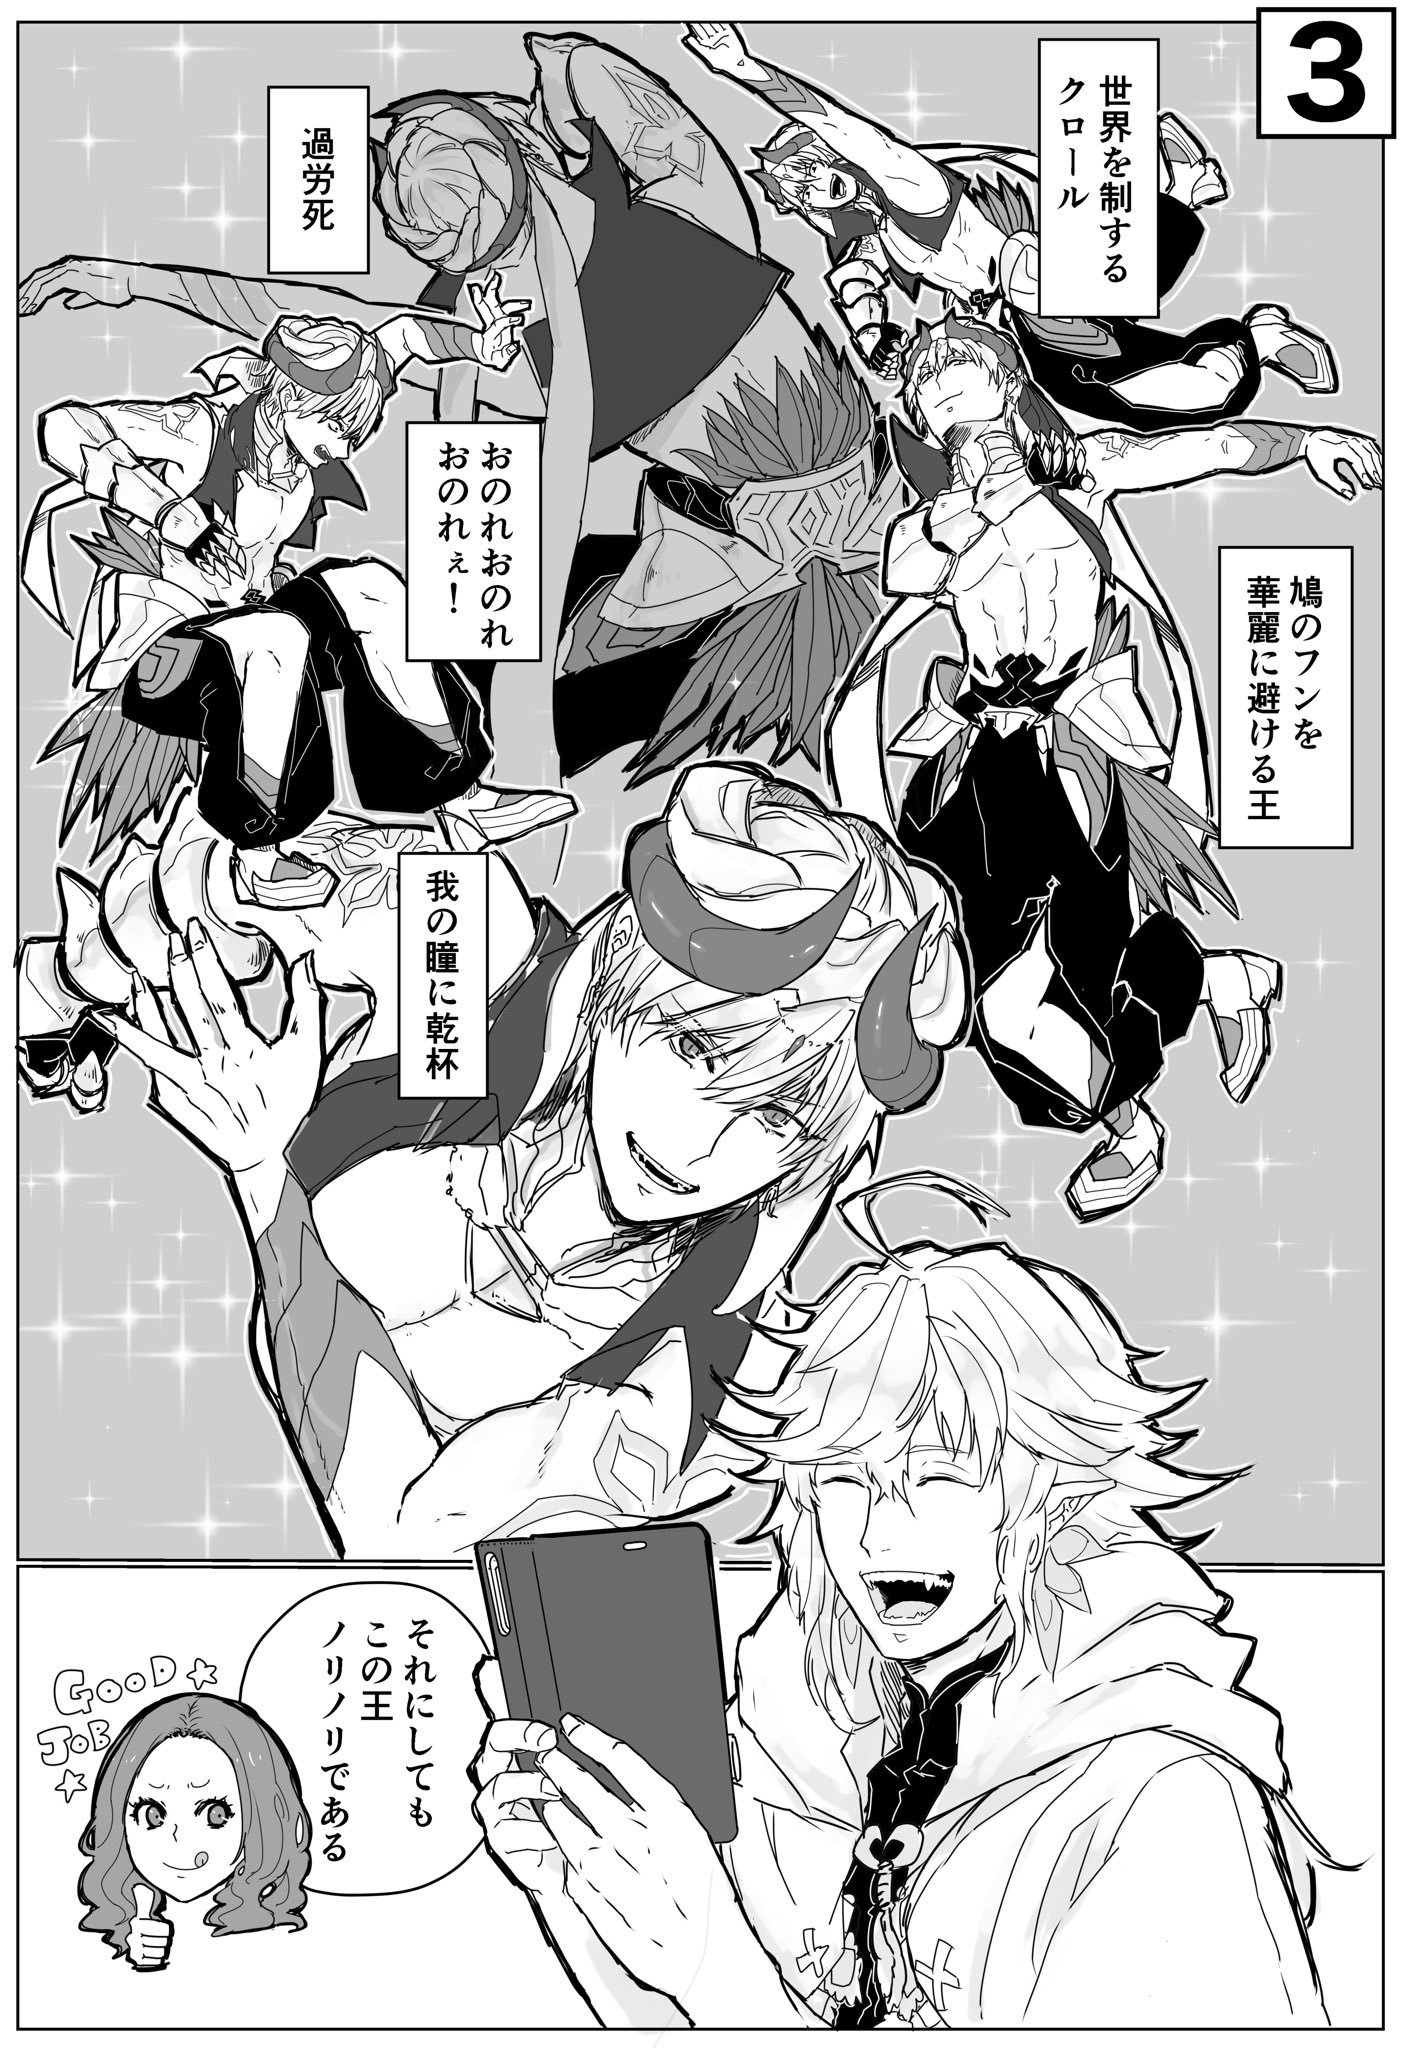 3
世界を制する
クロール
過労死
鳩のフンを
華麗に避ける王
おのれおのれ
おのれぇ！
我の瞳に乾杯
それにしても
この王
ノリノリである
GOOD☆
JOB
☆